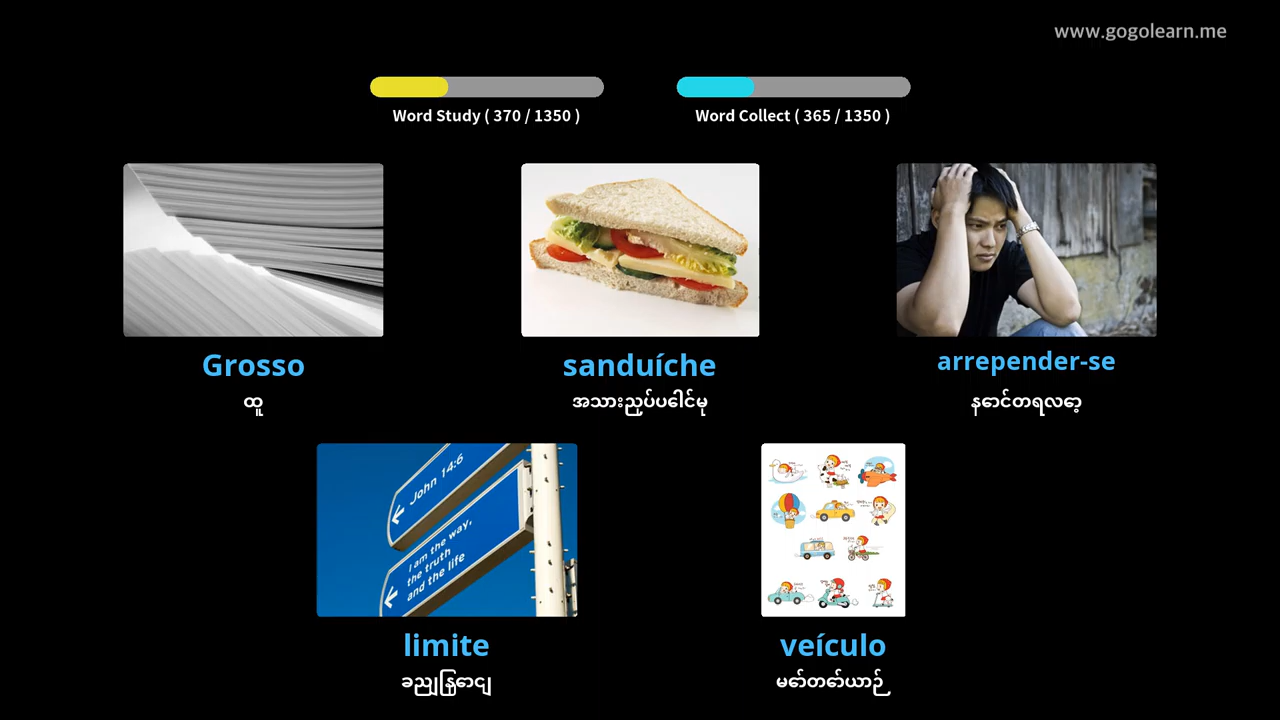 www.gogolearn.me
Word Study ( 370 / 1350 )
Word Collect ( 365 / 1350 )
Grosso
ထူ
sanduíche
အသားညှပ်ပေါင်မု
arrepender-se
နောင်တရလော့
John 14:6
I am the way,
the truth
and the life
limite
veículo
မော်တော်ယာဉ်